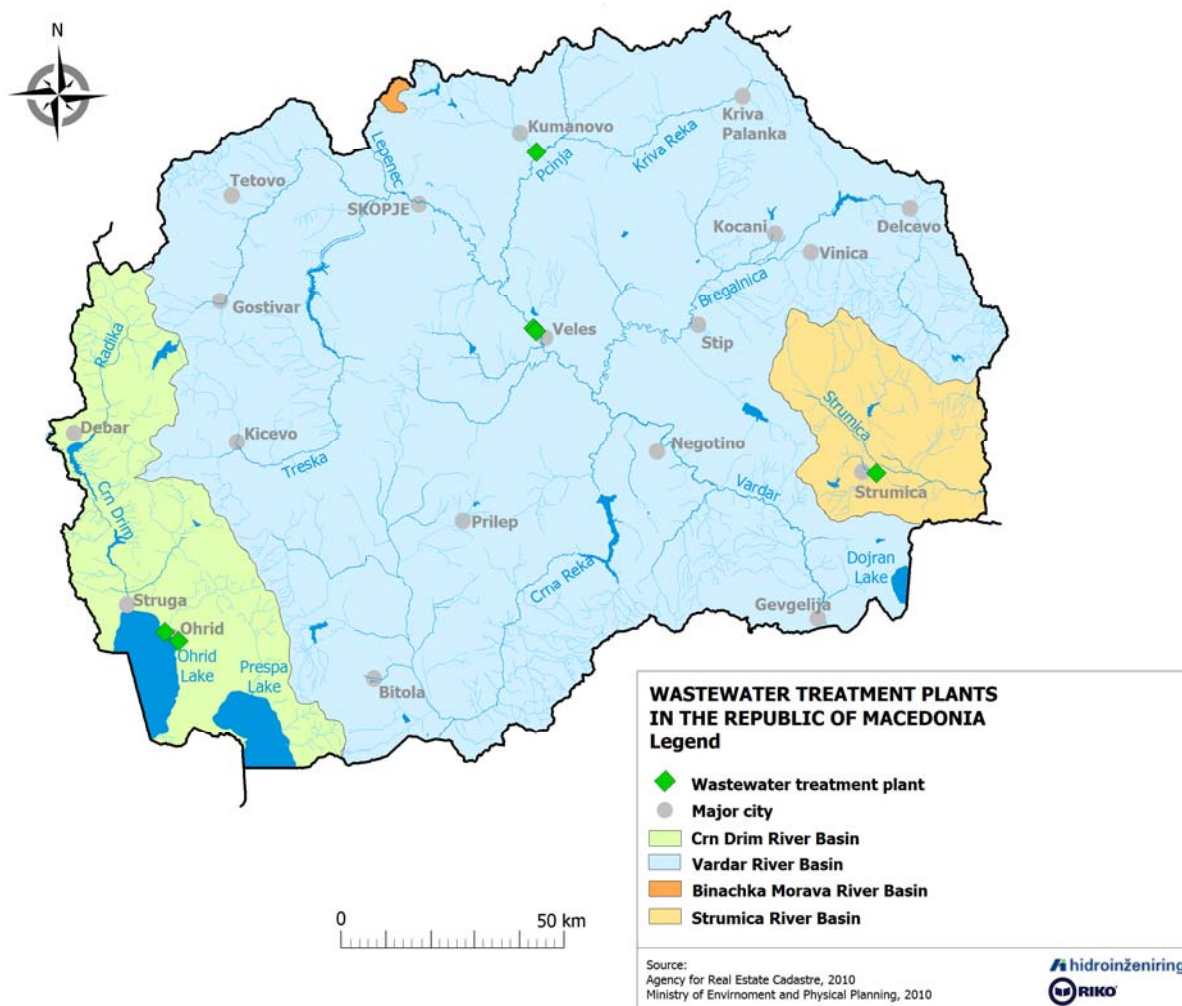 N
Kumanovo
Kriva
Palanka
Lepenec
Pcinja
Kriva Reka
Tetovo
SKOPJE
Kocani
Delcevo
Vinica
Bregalnica
Gostivar
Radika
Veles
Stip
Strumica
Debar
Kicevo
Treska
Negotino
Crn Drim
Vardar
Strumica
Prilep
Crna Reka
Dojran
Lake
Struga
Gevgelija
Ohrid
Ohrid
Lake
Prespa
Lake
Bitola
WASTEWATER TREATMENT PLANTS
IN THE REPUBLIC OF MACEDONIA
Legend
Wastewater treatment plant
Major city
Crn Drim River Basin
Vardar River Basin
Binachka Morava River Basin
Strumica River Basin
0 50 km
Source:
Agency for Real Estate Cadastre, 2010
Ministry of Envirnoment and Physical Planning, 2010
hidroinženiring
RIKO